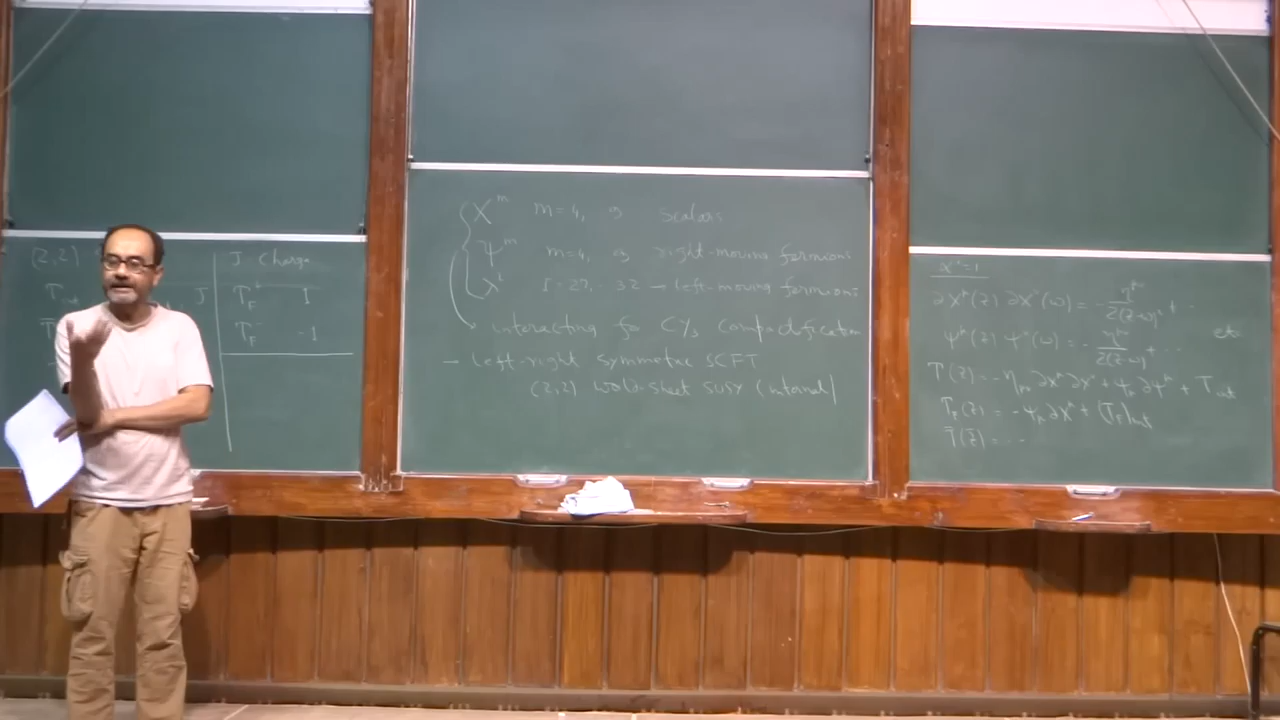 (2,2)
J Charge
J T_F^+ 1
T_F^- -1
X^m m=4, .. 9 scalars
ψ^m m=4, .. 9 right-moving fermions
λ^I I=27, .. 32 - left-moving fermions
interacting for CY_3 compactification
- left-right symmetric SCFT
(2,2) world-sheet SUSY (internal)
α'=1
∂X^μ(z) ∂X^ν(w) = - η^{μν} / 2(z-w)^2 + ..
ψ^μ(z) ψ^ν(w) = - η^{μν} / 2(z-w) + ... etc
T(z) = - η_{μν} ∂X^μ ∂X^ν + ψ_μ ∂ψ^μ + T_int
T_F(z) = - ψ_μ ∂X^μ + (T_F)_int
T̄(z̄) = ...